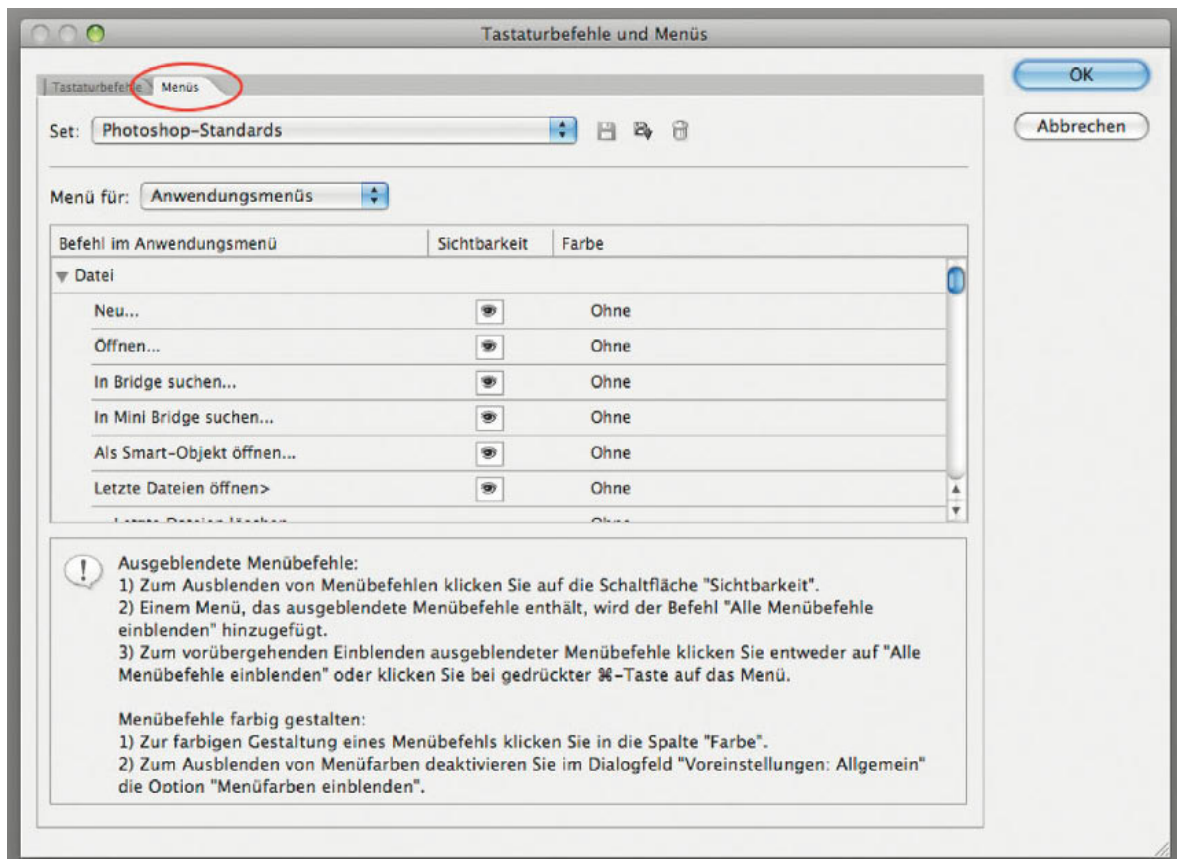 Tastaturbefehle und Menüs
Tastaturbefehle Menüs
OK
Set: Photoshop-Standards
Abbrechen
Menü für: Anwendungsmenüs
Befehl im Anwendungsmenü Sichtbarkeit Farbe
Datei
Neu... Ohne
Öffnen... Ohne
In Bridge suchen... Ohne
In Mini Bridge suchen... Ohne
Als Smart-Objekt öffnen... Ohne
Letzte Dateien öffnen> Ohne
Letzte Dateien löschen Ohne
Ausgeblendete Menübefehle:
1) Zum Ausblenden von Menübefehlen klicken Sie auf die Schaltfläche "Sichtbarkeit".
2) Einem Menü, das ausgeblendete Menübefehle enthält, wird der Befehl "Alle Menübefehle
einblenden" hinzugefügt.
3) Zum vorübergehenden Einblenden ausgeblendeter Menübefehle klicken Sie entweder auf "Alle
Menübefehle einblenden" oder klicken Sie bei gedrückter ⌘-Taste auf das Menü.
Menübefehle farbig gestalten:
1) Zur farbigen Gestaltung eines Menübefehls klicken Sie in die Spalte "Farbe".
2) Zum Ausblenden von Menüfarben deaktivieren Sie im Dialogfeld "Voreinstellungen: Allgemein"
die Option "Menüfarben einblenden".